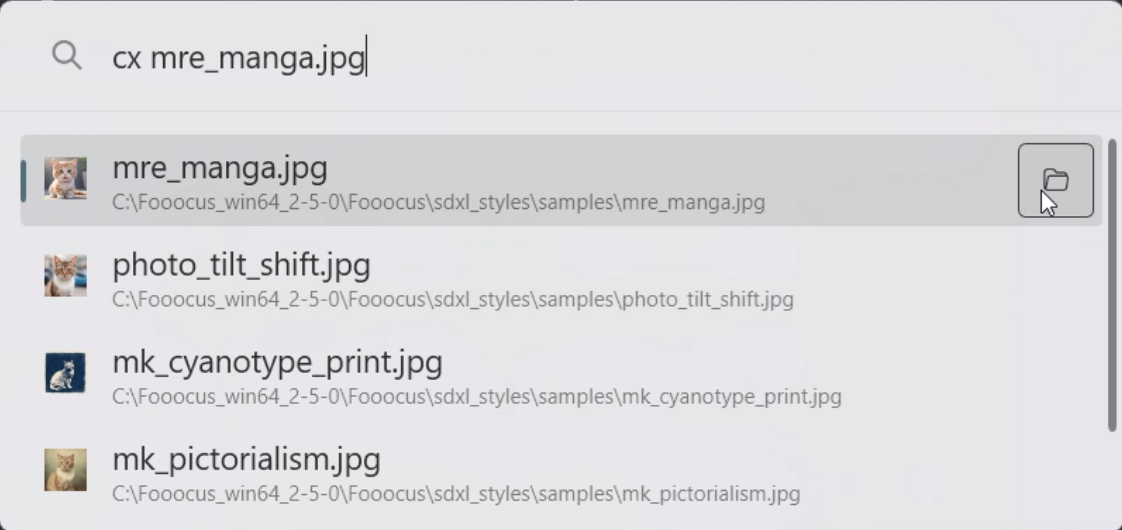 cx mre_manga.jpg
mre_manga.jpg
C:\Fooocus_win64_2-5-0\Fooocus\sdxl_styles\samples\mre_manga.jpg
photo_tilt_shift.jpg
C:\Fooocus_win64_2-5-0\Fooocus\sdxl_styles\samples\photo_tilt_shift.jpg
mk_cyanotype_print.jpg
C:\Fooocus_win64_2-5-0\Fooocus\sdxl_styles\samples\mk_cyanotype_print.jpg
mk_pictorialism.jpg
C:\Fooocus_win64_2-5-0\Fooocus\sdxl_styles\samples\mk_pictorialism.jpg